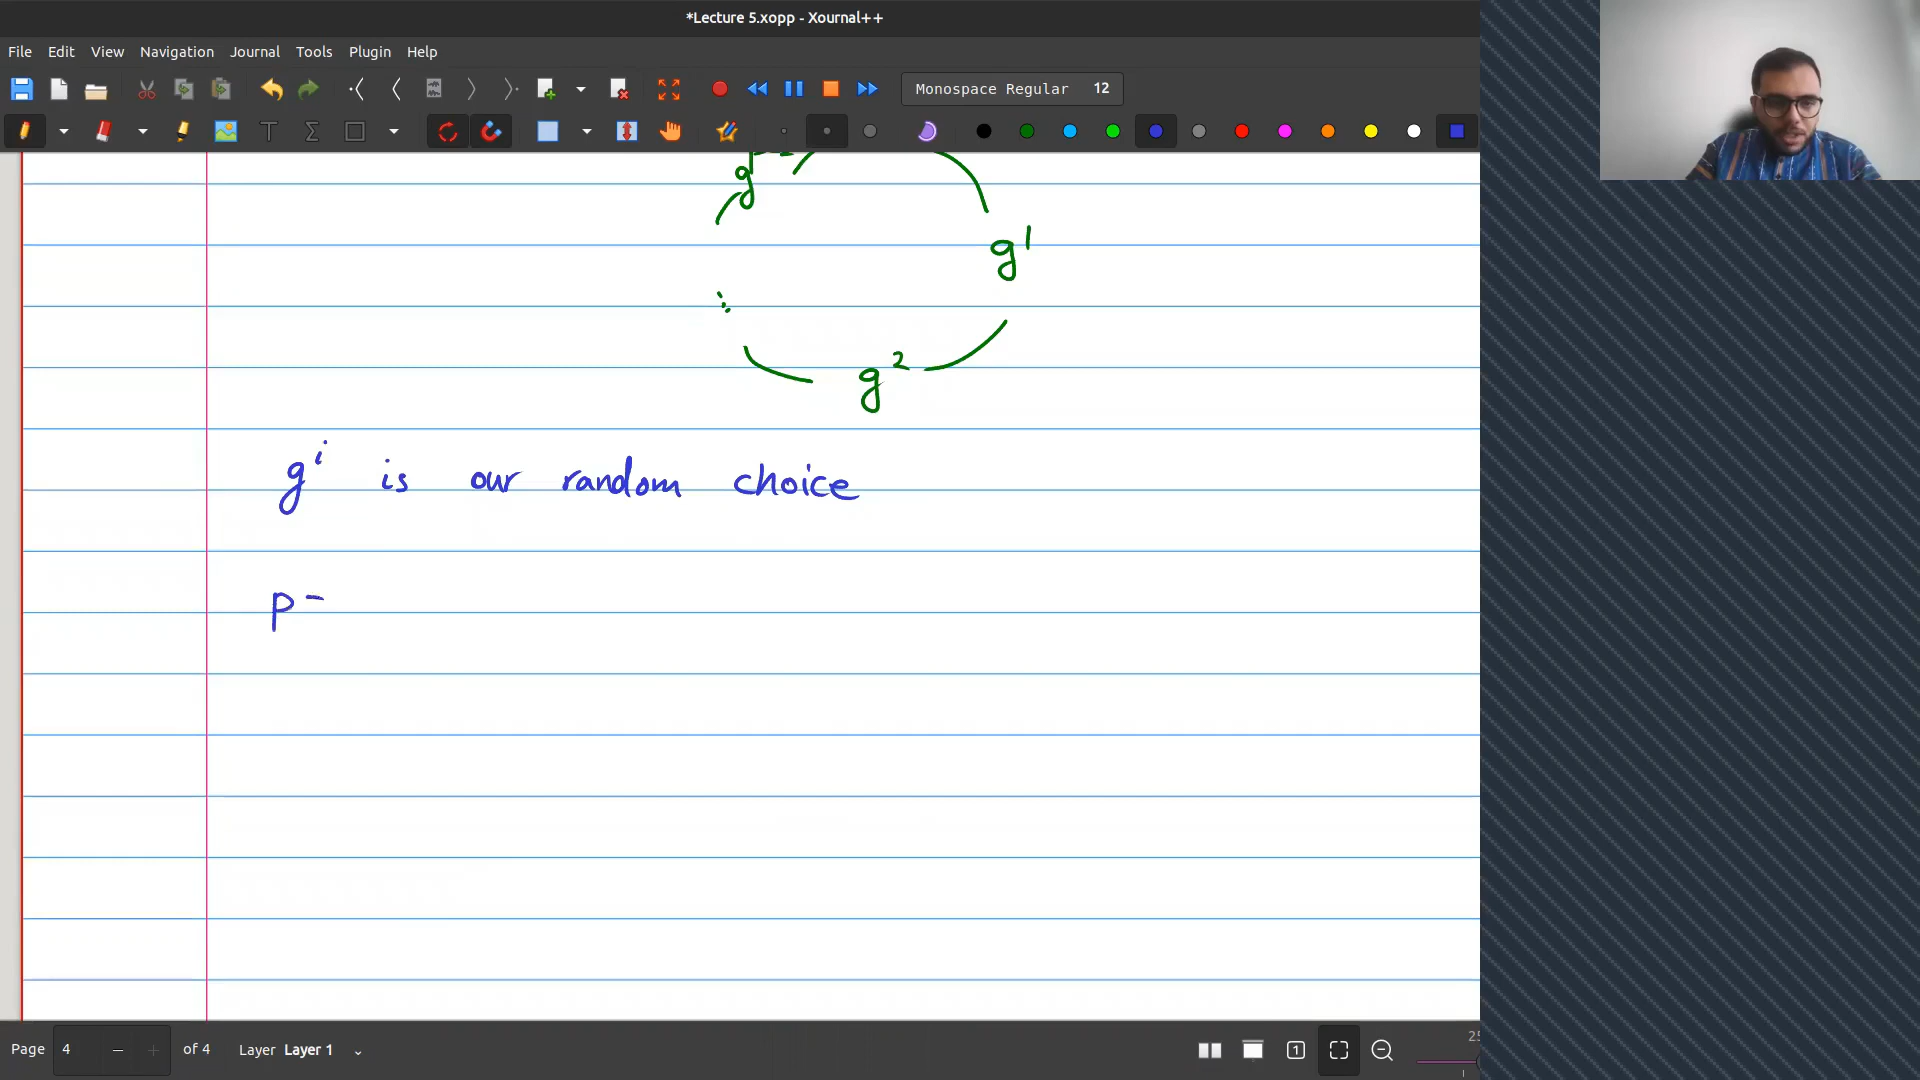 *Lecture 5.xopp - Xournal++
File Edit View Navigation Journal Tools Plugin Help
Monospace Regular 12
g¹
g²
gⁱ is our random choice
p-
Page 4 of 4 Layer Layer 1